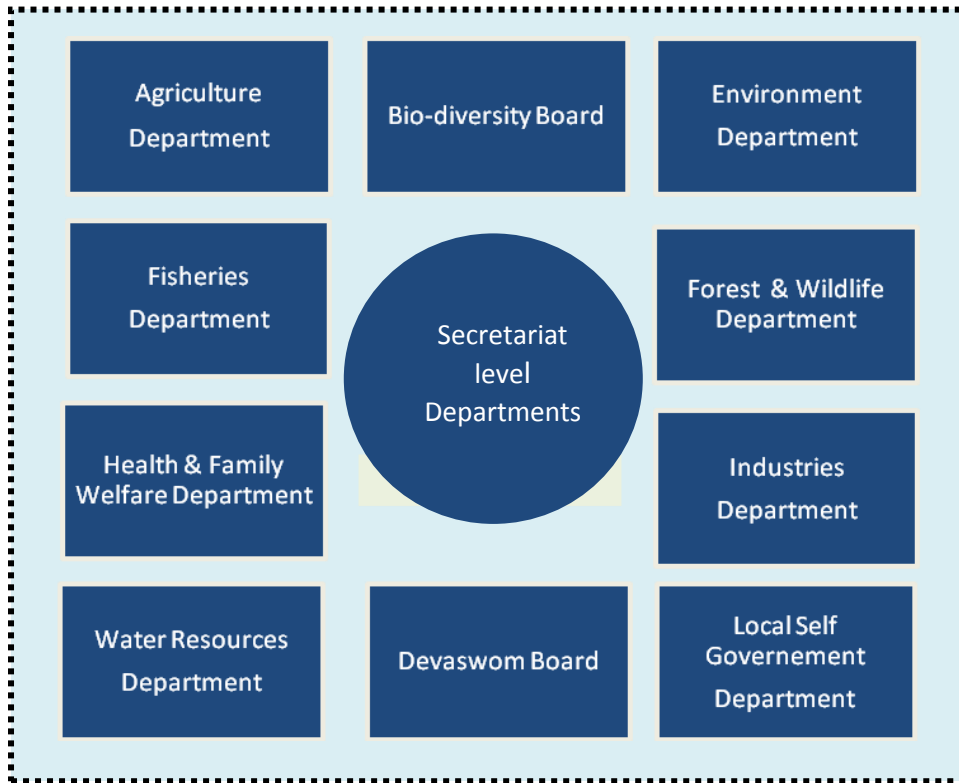 Agriculture
Department
Bio-diversity Board
Environment
Department
Fisheries
Department
Secretariat
level
Departments
Forest & Wildlife
Department
Health & Family
Welfare Department
Industries
Department
Water Resources
Department
Devaswom Board
Local Self
Governement
Department